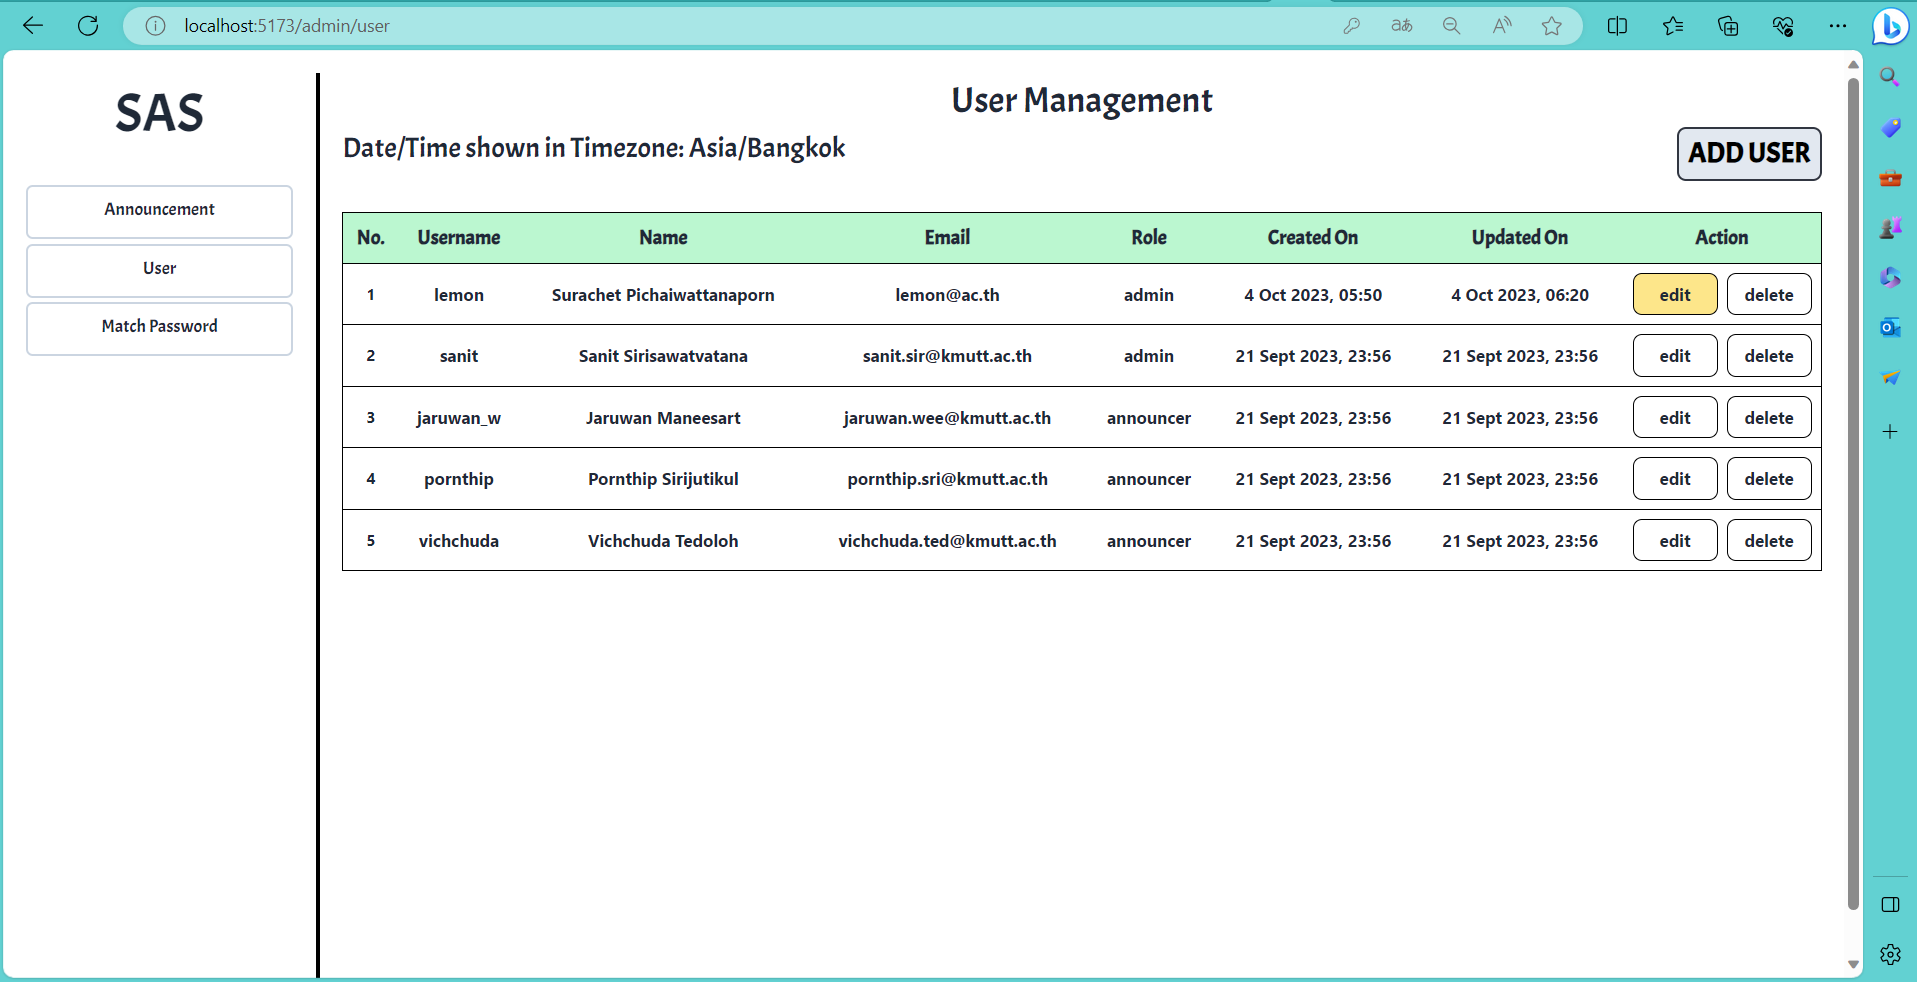 localhost:5173/admin/user
SAS
Announcement
User
Match Password
User Management
Date/Time shown in Timezone: Asia/Bangkok
ADD USER
No. Username Name Email Role Created On Updated On Action
1 lemon Surachet Pichaiwattanaporn lemon@ac.th admin 4 Oct 2023, 05:50 4 Oct 2023, 06:20 edit delete
2 sanit Sanit Sirisawatvatana sanit.sir@kmutt.ac.th admin 21 Sept 2023, 23:56 21 Sept 2023, 23:56 edit delete
3 jaruwan_w Jaruwan Maneesart jaruwan.wee@kmutt.ac.th announcer 21 Sept 2023, 23:56 21 Sept 2023, 23:56 edit delete
4 pornthip Pornthip Sirijutikul pornthip.sri@kmutt.ac.th announcer 21 Sept 2023, 23:56 21 Sept 2023, 23:56 edit delete
5 vichchuda Vichchuda Tedoloh vichchuda.ted@kmutt.ac.th announcer 21 Sept 2023, 23:56 21 Sept 2023, 23:56 edit delete